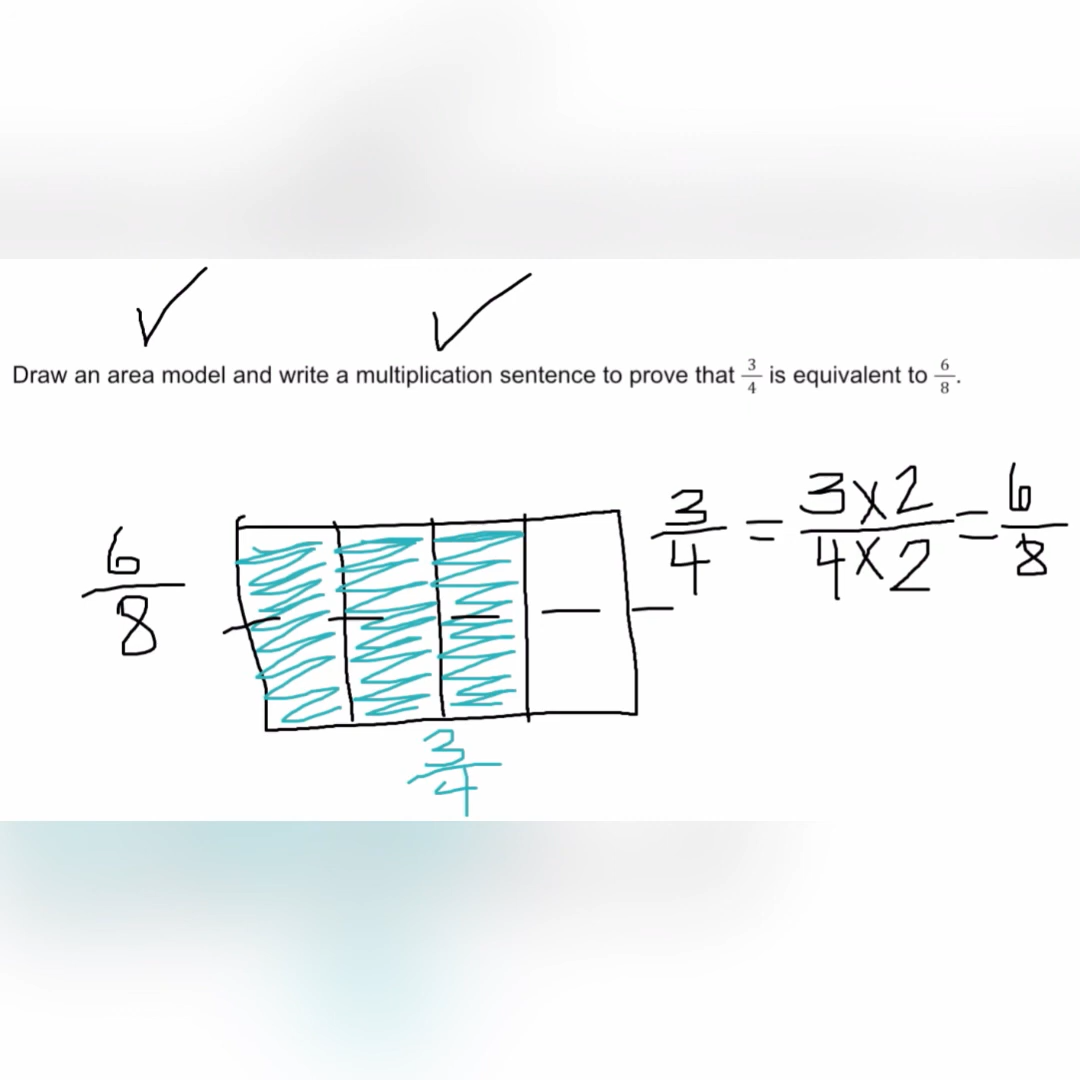 Draw an area model and write a multiplication sentence to prove that 3/4 is equivalent to 6/8.
6/8
3/4 = 3x2/4x2 = 6/8
3/4